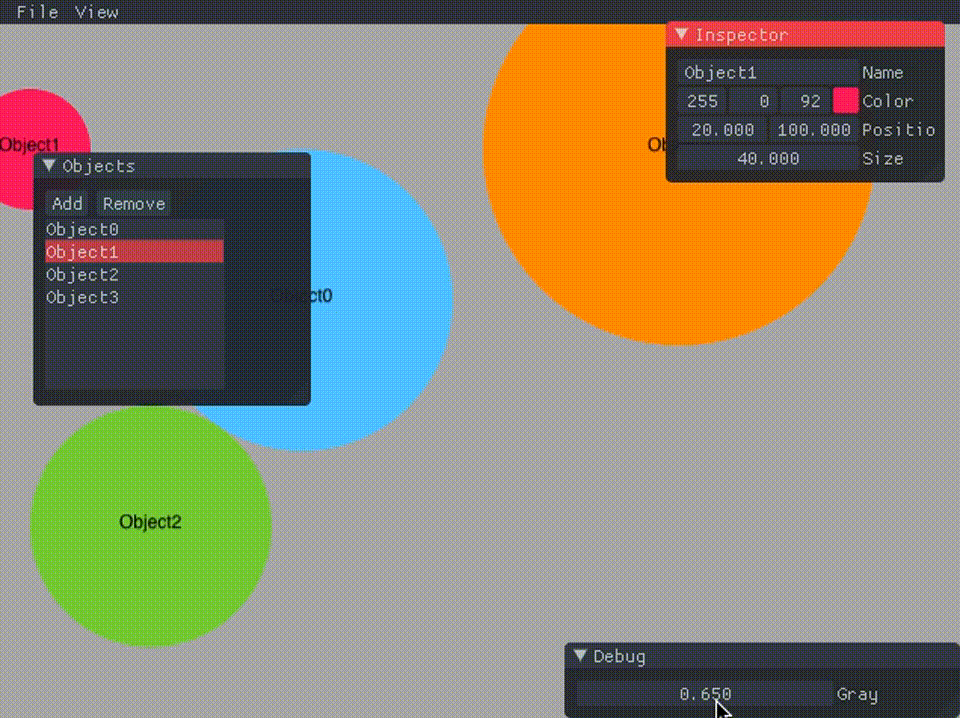 File View
Inspector
Object1 Name
255 0 92 Color
20.000 100.000 Positio
40.000 Size
Object1
Ob
Objects
Add Remove
Object0
Object1
Object2
Object3
Object0
Object2
Debug
0.650 Gray